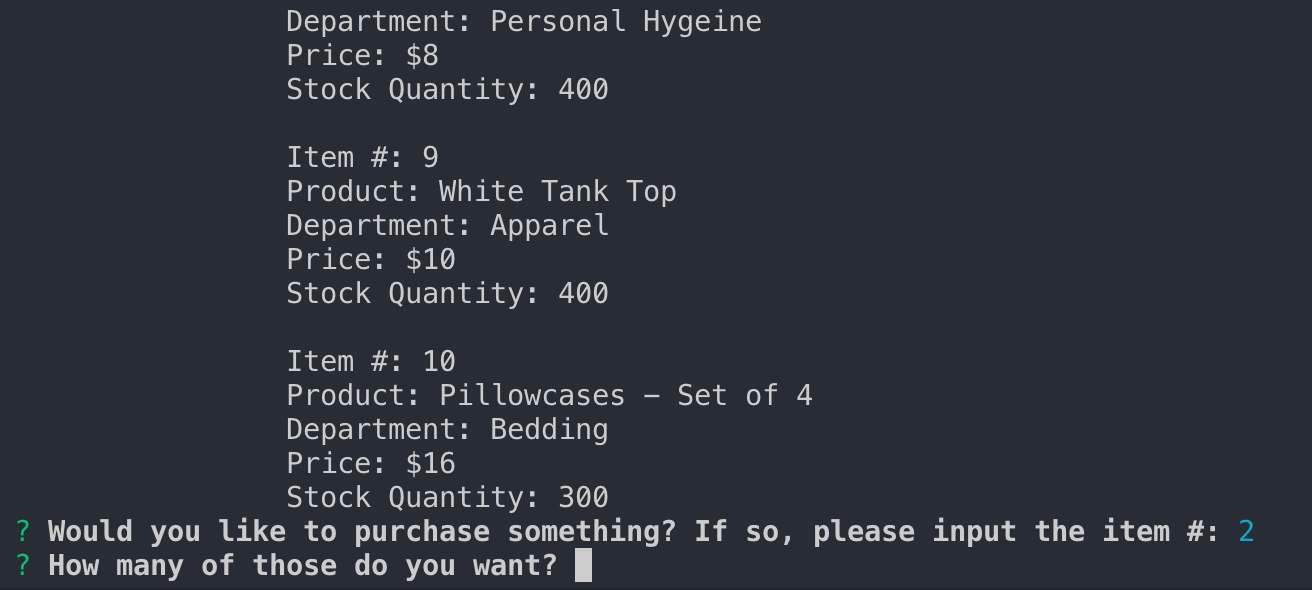 Department: Personal Hygeine
Price: $8
Stock Quantity: 400
Item #: 9
Product: White Tank Top
Department: Apparel
Price: $10
Stock Quantity: 400
Item #: 10
Product: Pillowcases – Set of 4
Department: Bedding
Price: $16
Stock Quantity: 300
? Would you like to purchase something? If so, please input the item #: 2
? How many of those do you want?